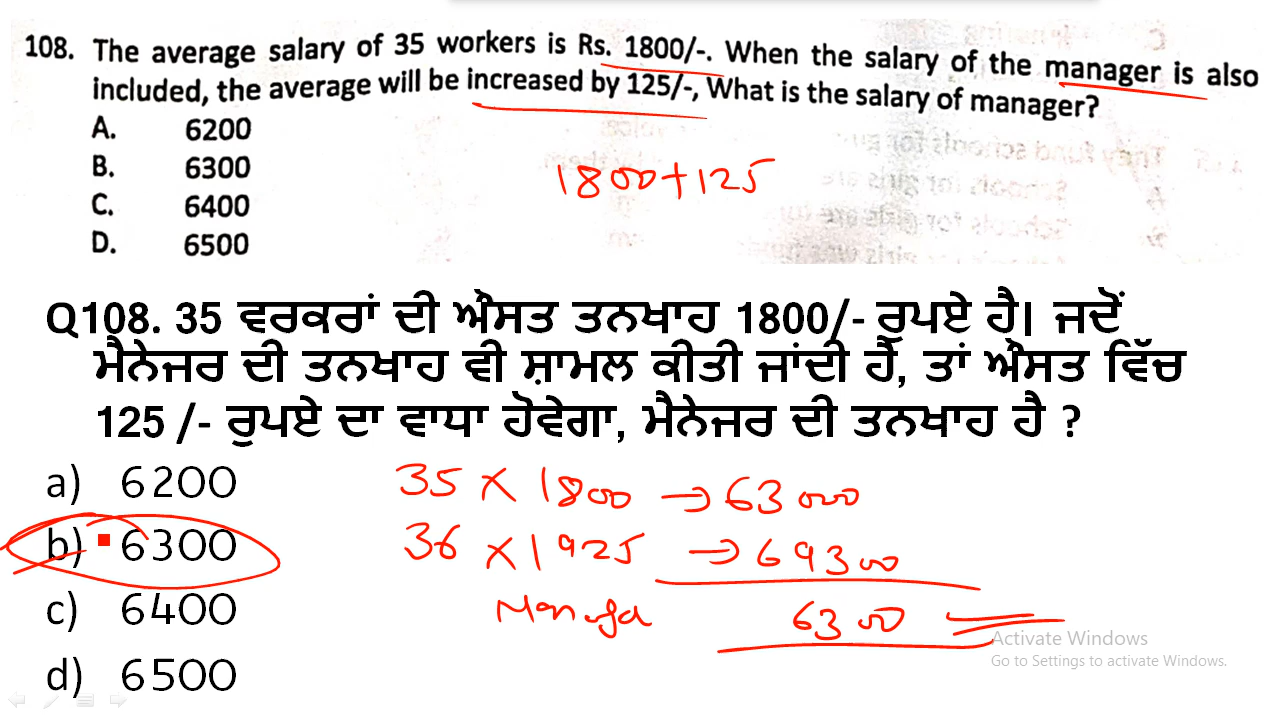 108. The average salary of 35 workers is Rs. 1800/-. When the salary of the manager is also
included, the average will be increased by 125/-, What is the salary of manager?
A. 6200
B. 6300
C. 6400
D. 6500
1800+125
Q108. 35 ਵਰਕਰਾਂ ਦੀ ਔਸਤ ਤਨਖਾਹ 1800/- ਰੁਪਏ ਹੈ। ਜਦੋਂ
ਮੈਨੇਜਰ ਦੀ ਤਨਖਾਹ ਵੀ ਸ਼ਾਮਲ ਕੀਤੀ ਜਾਂਦੀ ਹੈ, ਤਾਂ ਔਸਤ ਵਿੱਚ
125 /- ਰੁਪਏ ਦਾ ਵਾਧਾ ਹੋਵੇਗਾ, ਮੈਨੇਜਰ ਦੀ ਤਨਖਾਹ ਹੈ ?
a) 6200
b) 6300
c) 6400
d) 6500
35 × 1800 → 63000
36 × 1925 → 69300
6300
Activate Windows
Go to Settings to activate Windows.